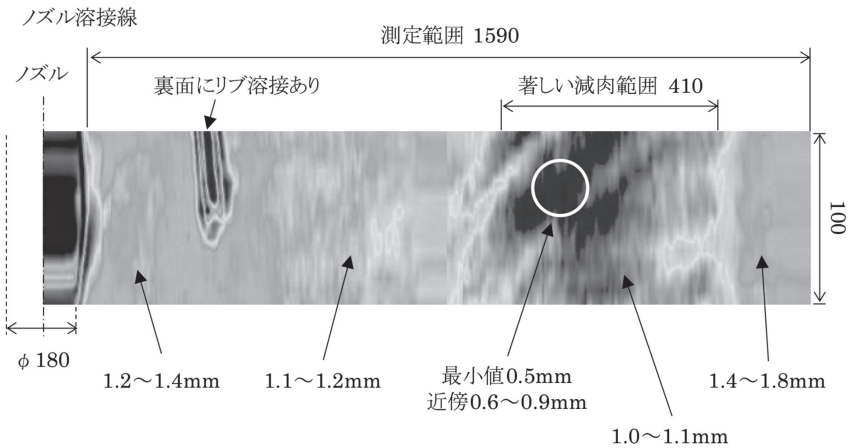 ノズル溶接線
測定範囲 1590
ノズル
裏面にリブ溶接あり
著しい減肉範囲 410
100
φ180
1.2～1.4mm
1.1～1.2mm
最小値0.5mm
近傍0.6～0.9mm
1.4～1.8mm
1.0～1.1mm